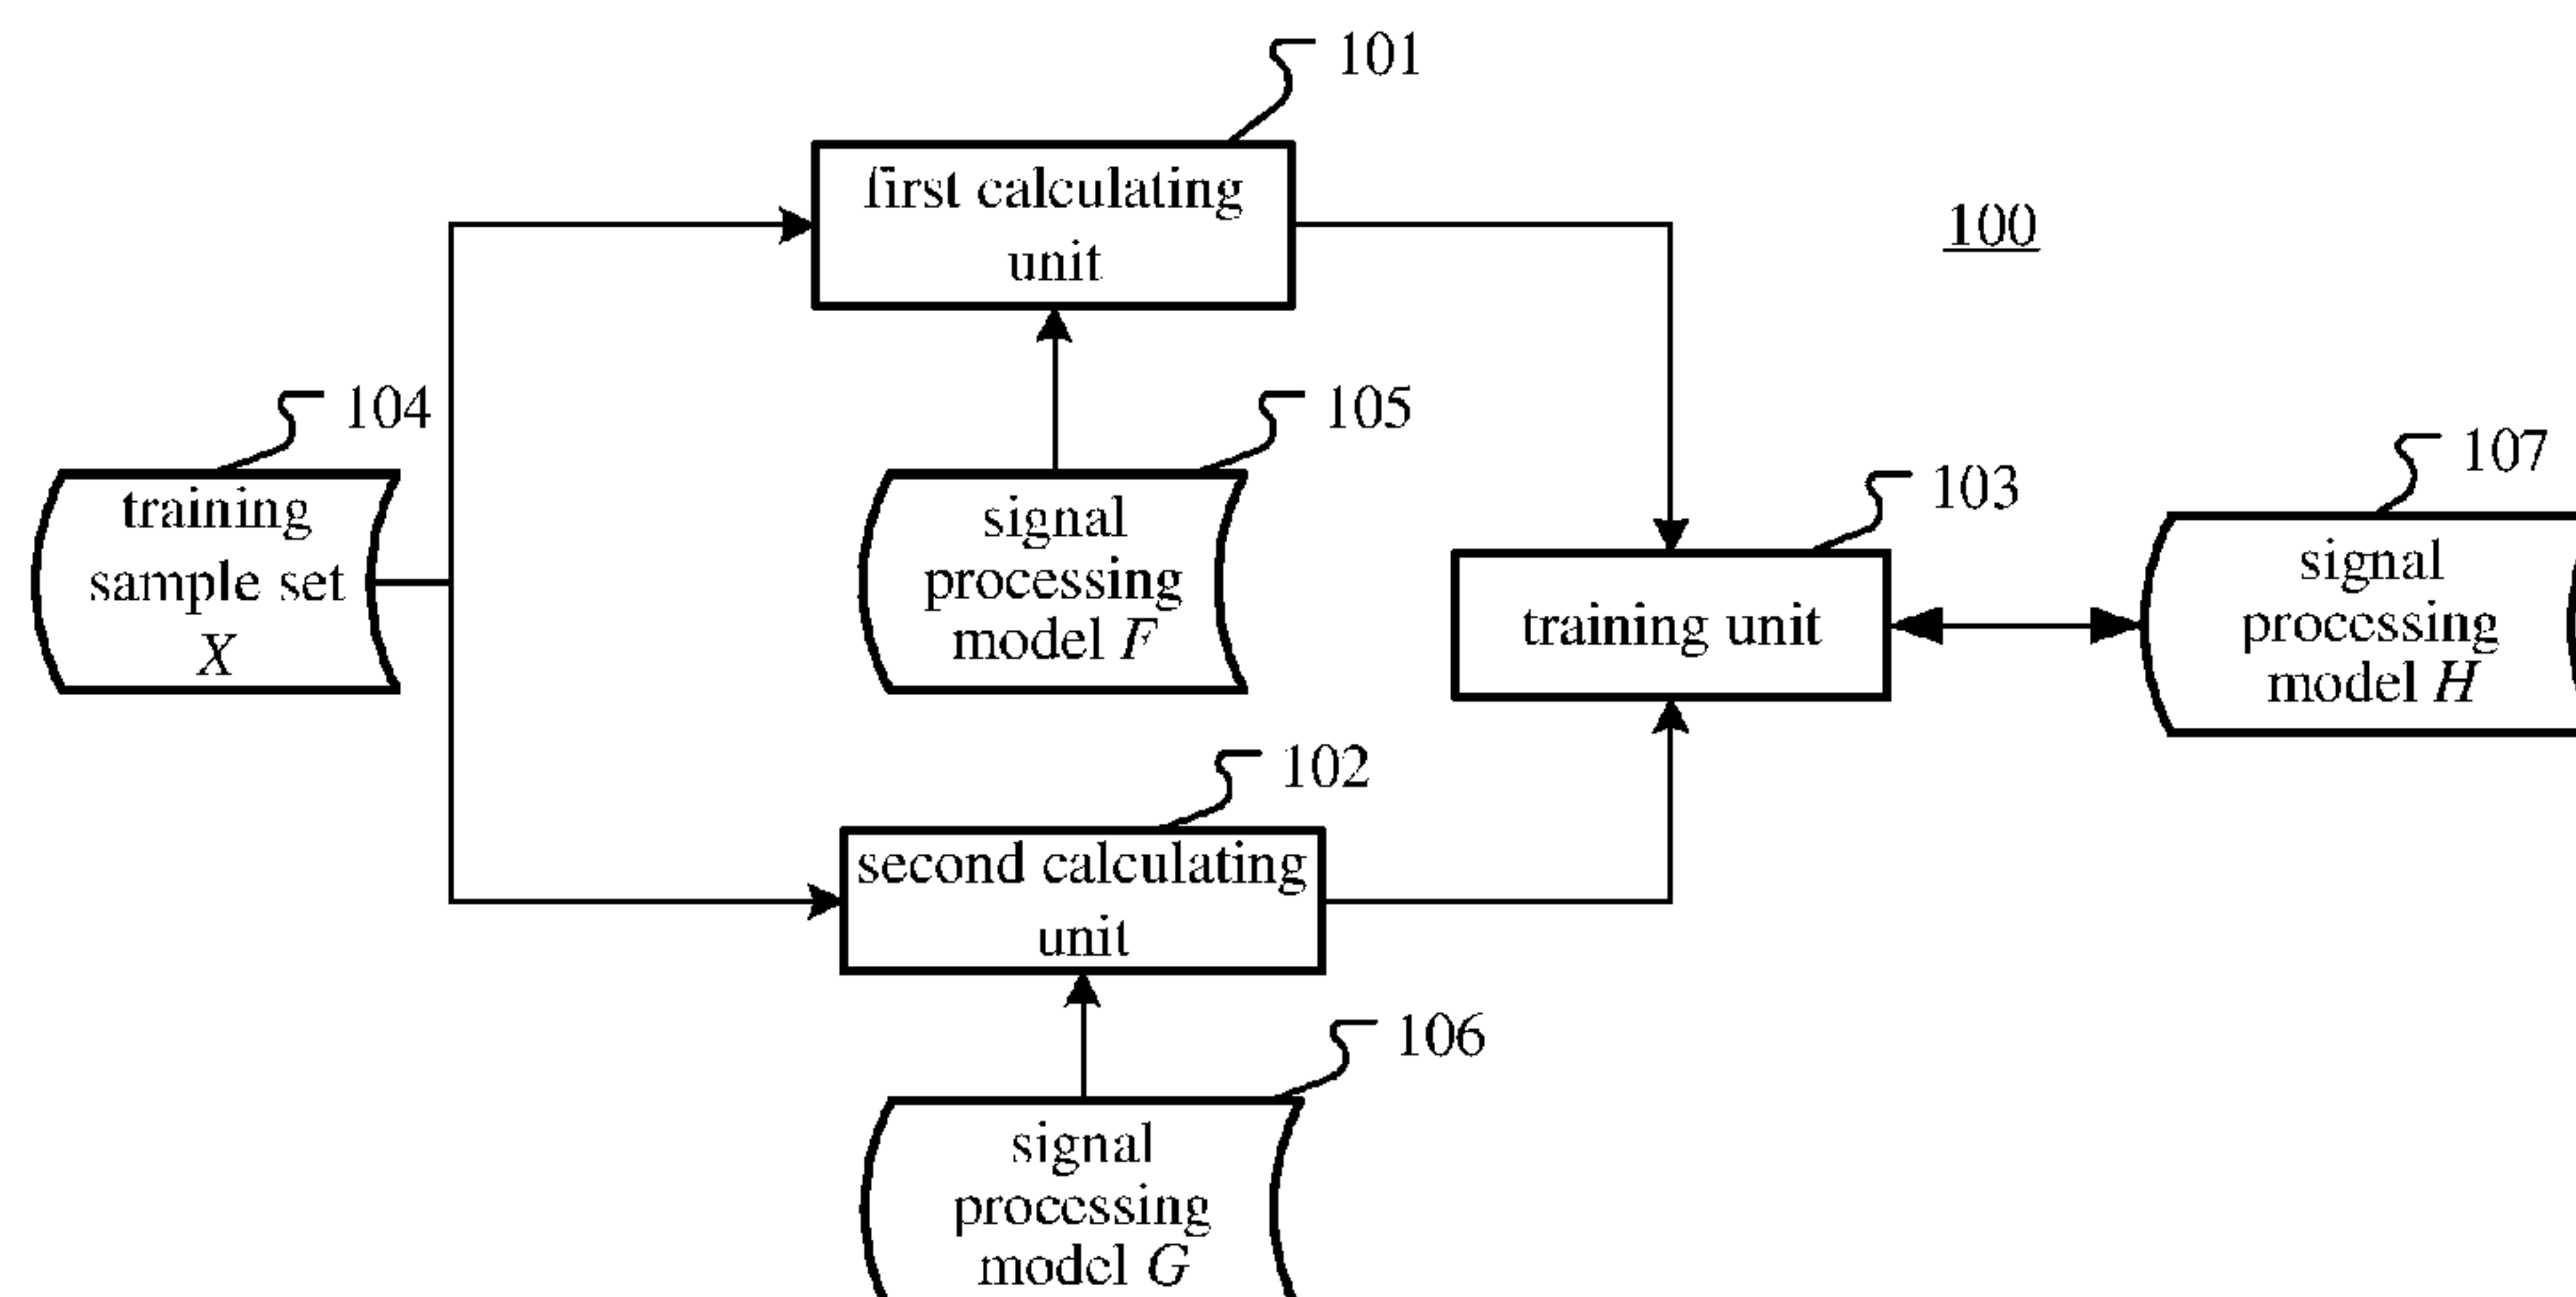 101
first calculating
unit
100
104
105
107
103
training
sample set
X
signal
processing
model F
training unit
signal
processing
model H
102
second calculating
unit
106
signal
processing
model G